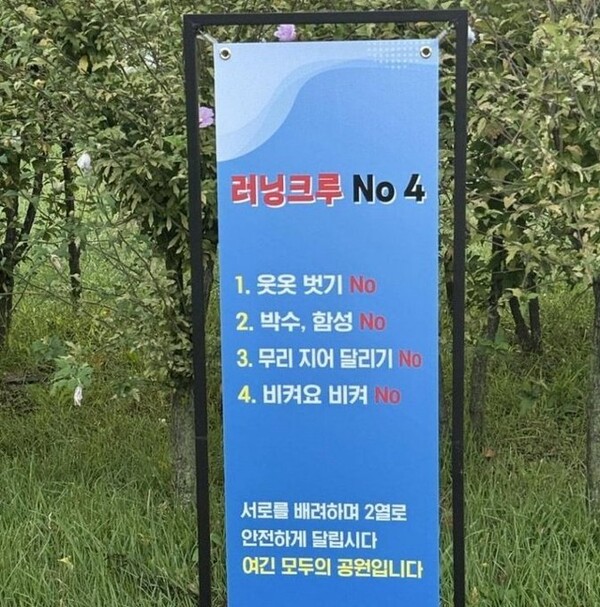 러닝크루 No 4
1. 웃옷 벗기 No
2. 박수, 함성 No
3. 무리 지어 달리기 No
4. 비켜요 비켜 No
서로를 배려하며 2열로
안전하게 달립시다
여긴 모두의 공원입니다